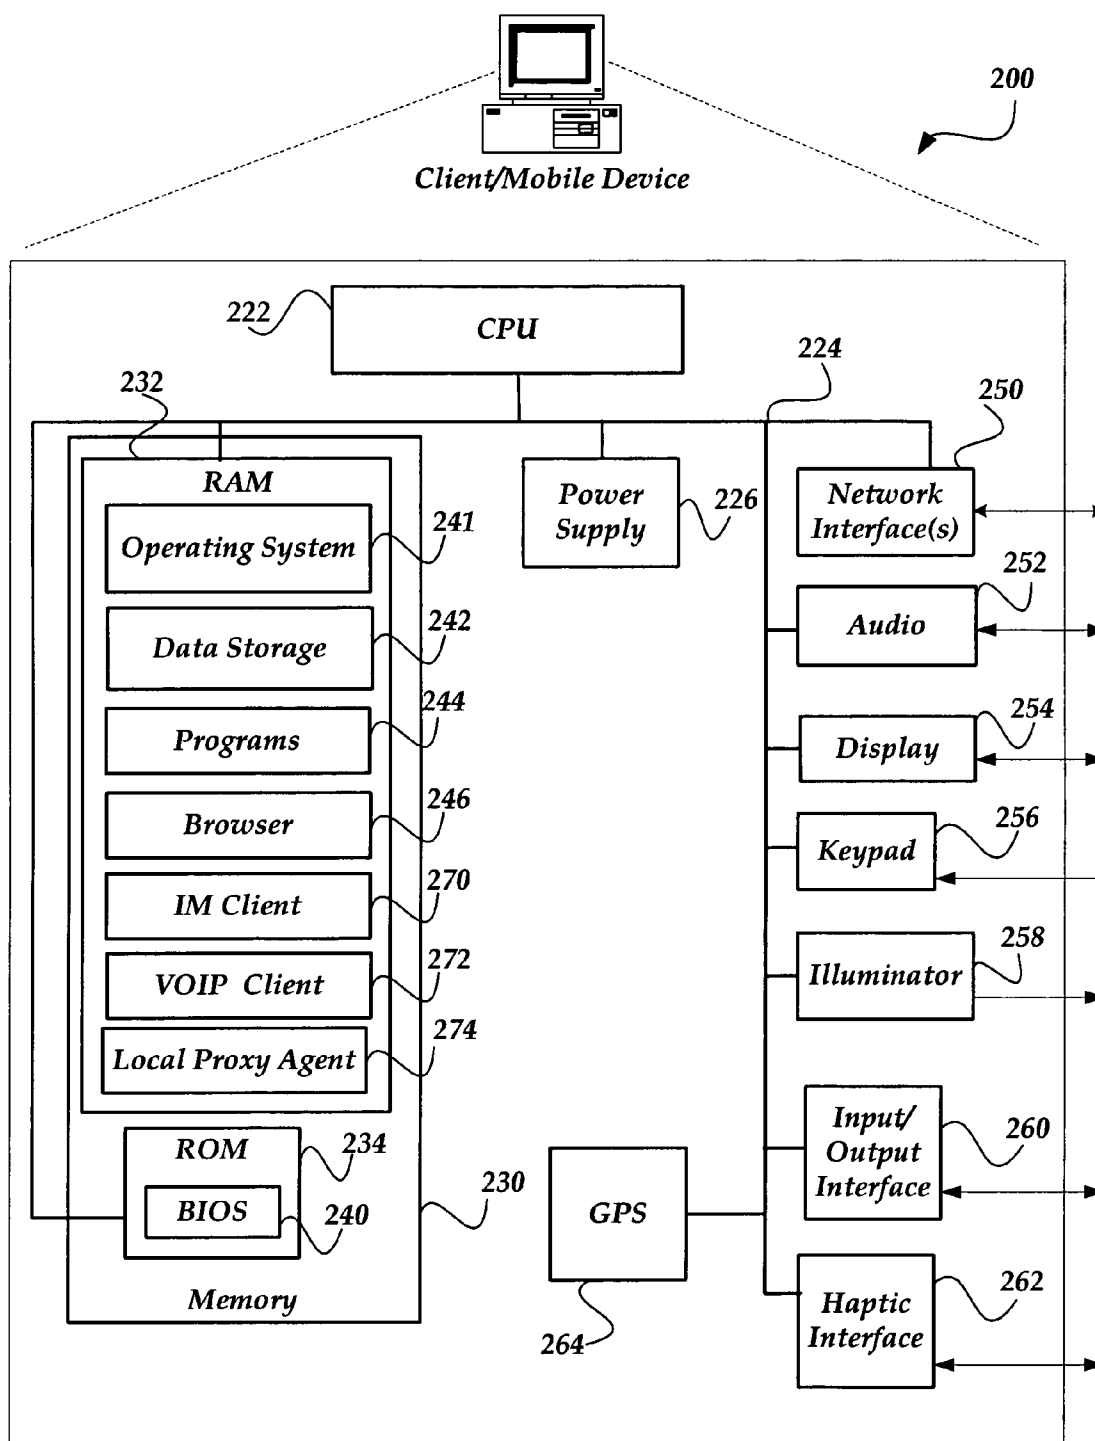 200
Client/Mobile Device
222
CPU
224
232
250
RAM
Power
Supply
226
Network
Interface(s)
Operating System
241
252
Audio
Data Storage
242
254
Display
Programs
244
256
Keypad
Browser
246
IM Client
270
258
Illuminator
VOIP Client
272
Local Proxy Agent
274
Input/
Output
Interface
260
ROM
234
BIOS
240
230
GPS
262
Haptic
Interface
Memory
264